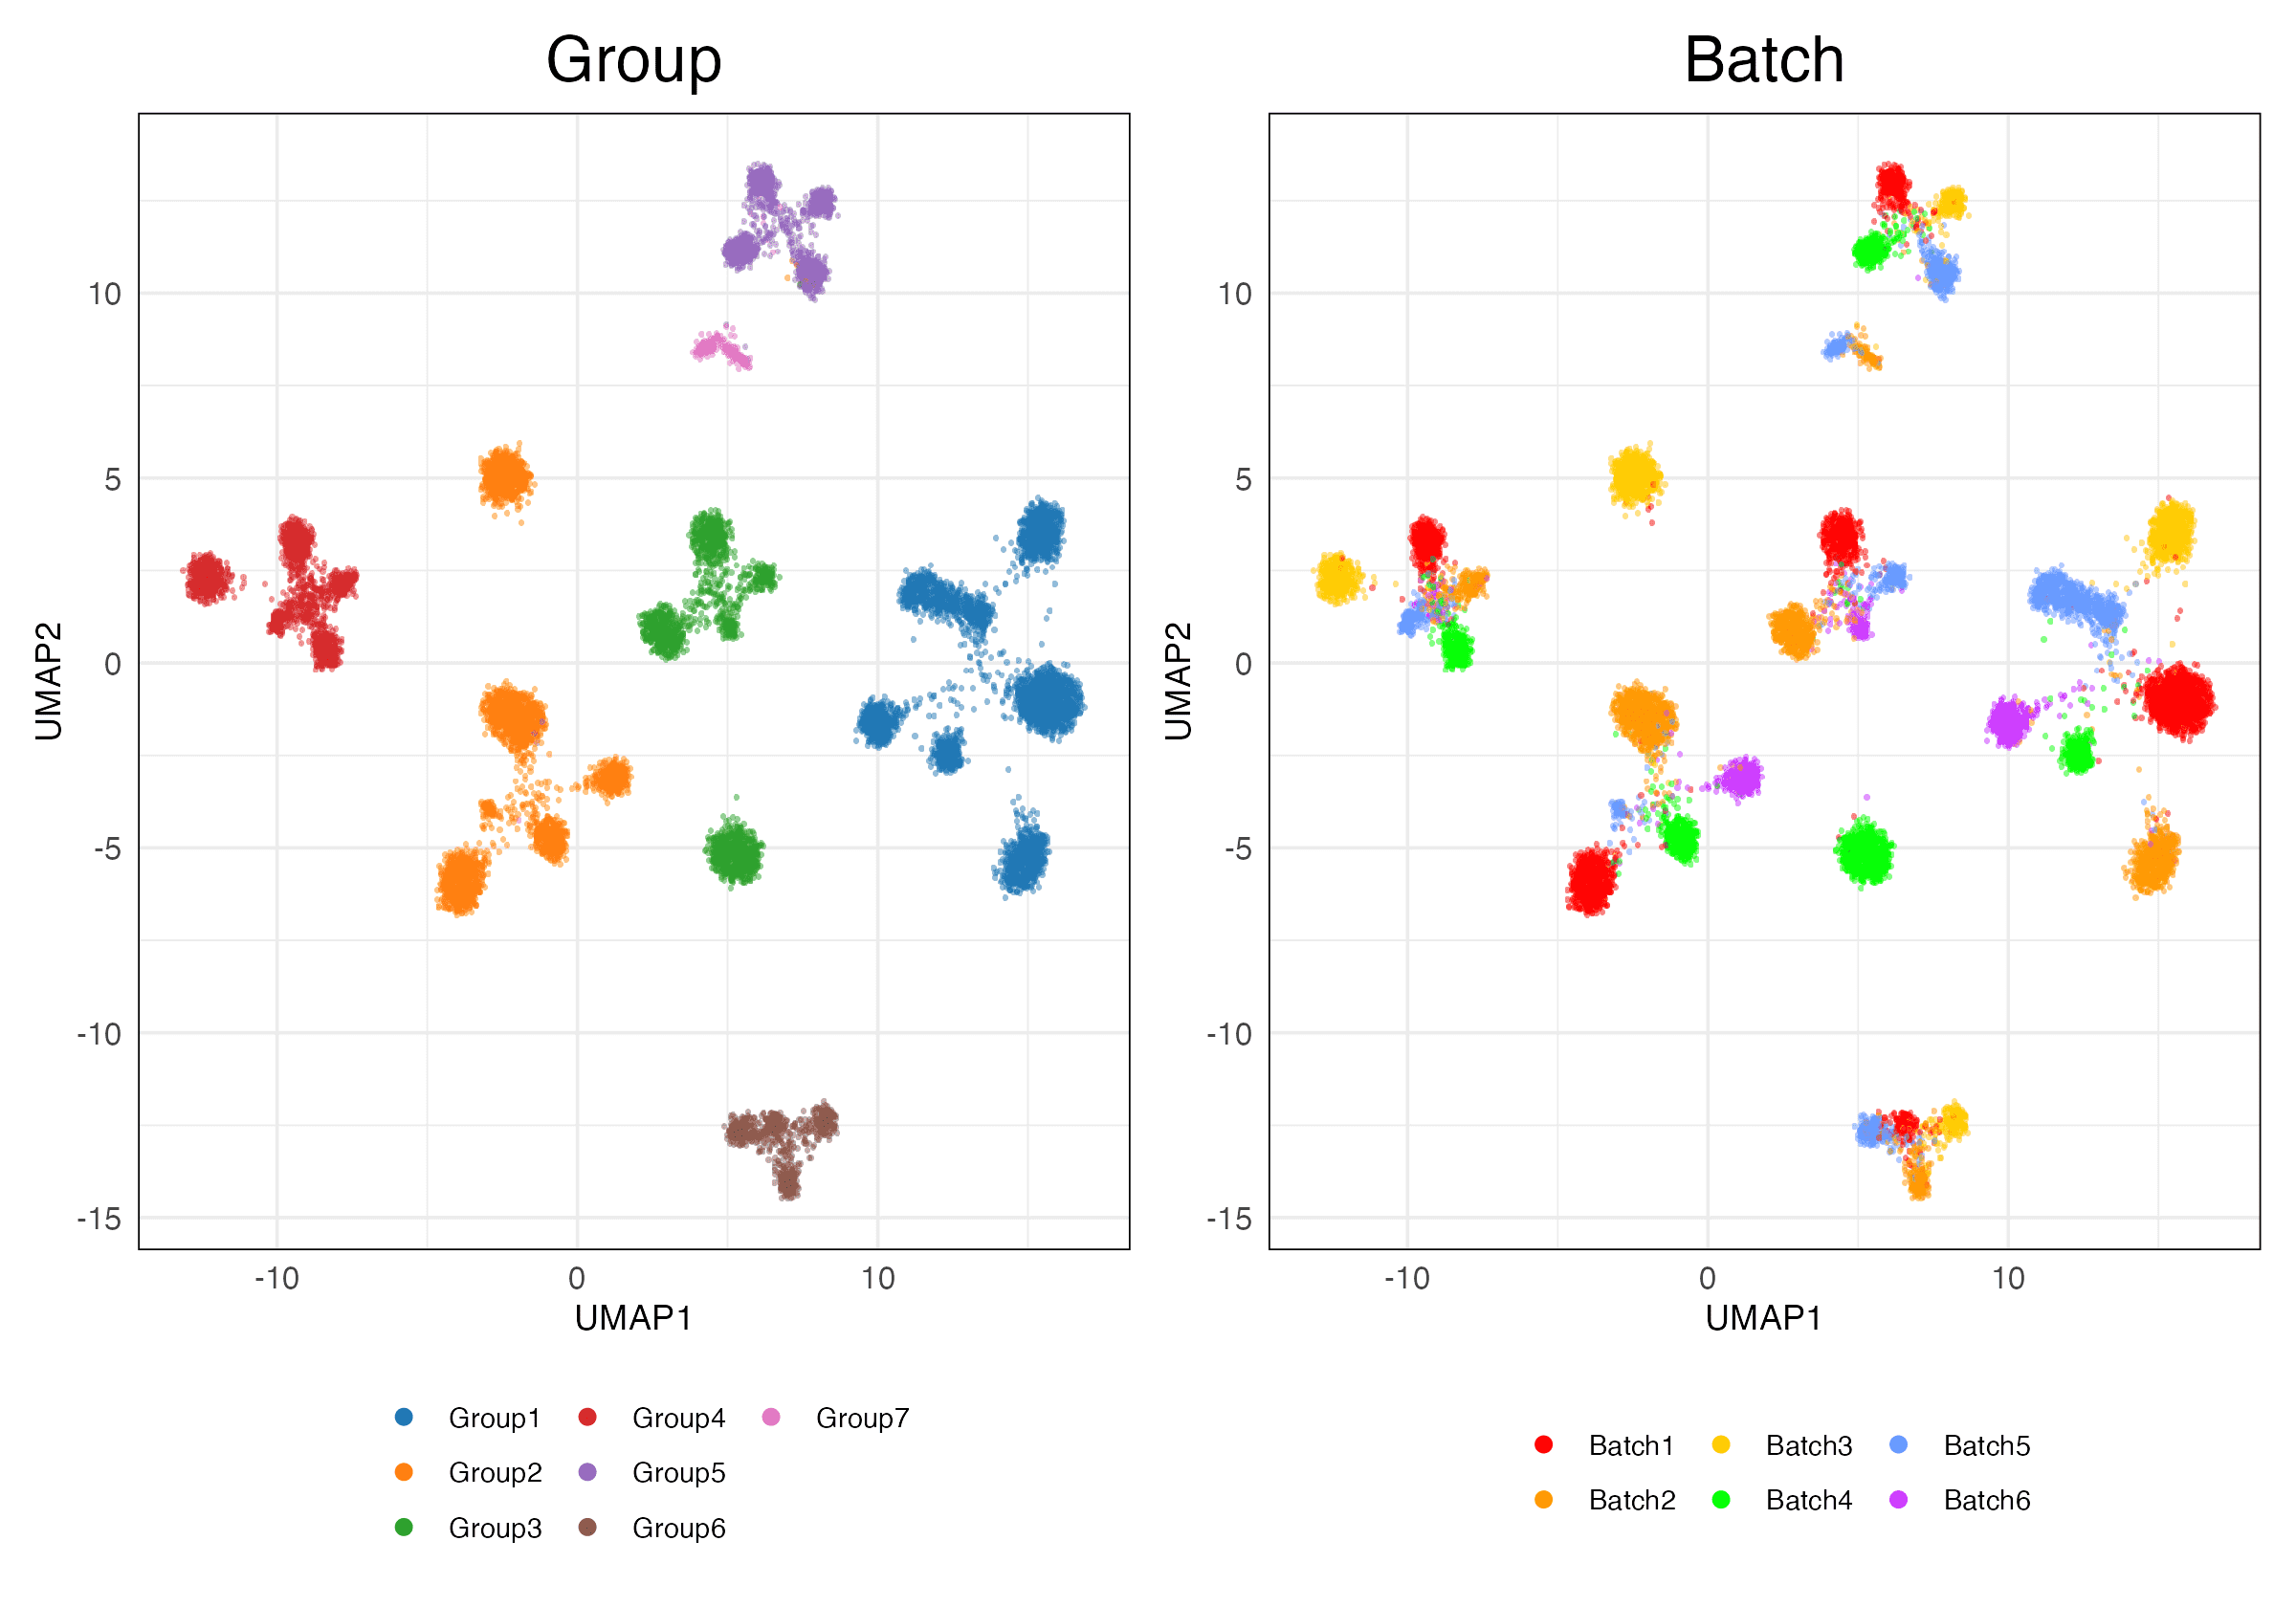 Group
Batch
10
5
0
-5
-10
-15
UMAP2
-10
0
10
UMAP1
10
5
0
-5
-10
-15
UMAP2
-10
0
10
UMAP1
Group1 Group4 Group7
Group2 Group5
Group3 Group6
Batch1 Batch3 Batch5
Batch2 Batch4 Batch6